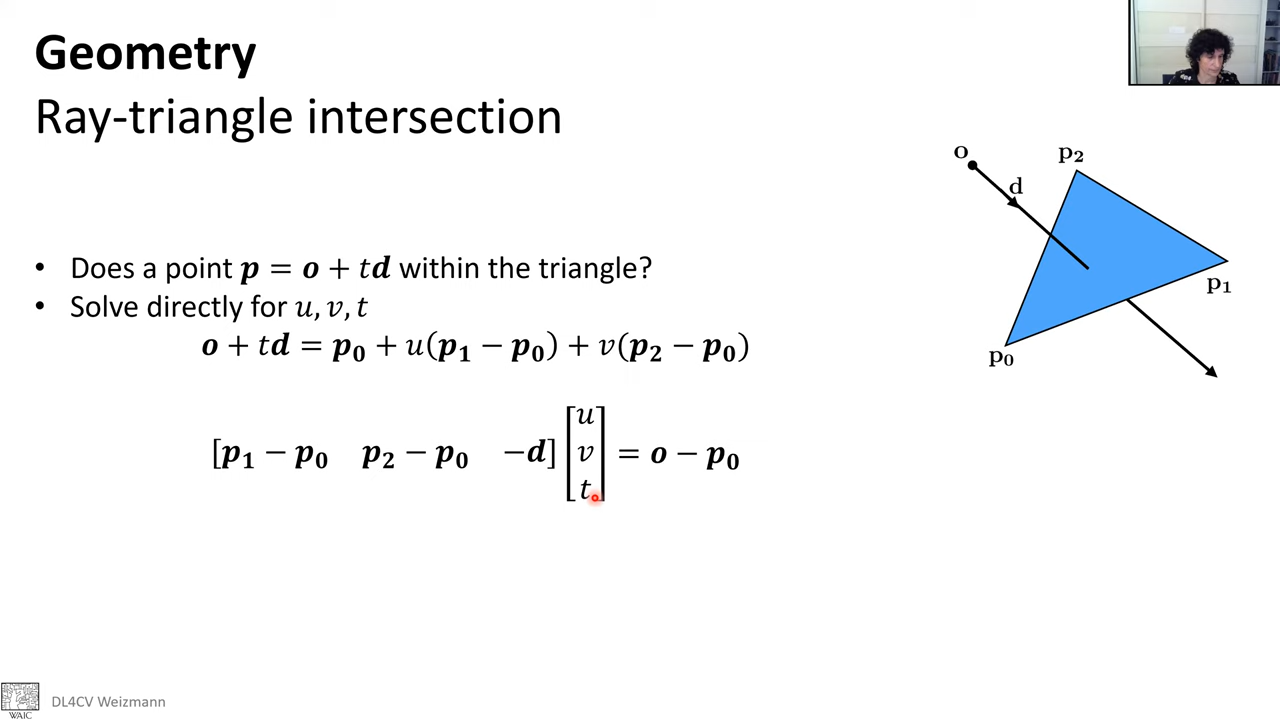 Geometry
Ray-triangle intersection
• Does a point p = o + td within the triangle?
• Solve directly for u, v, t
o + td = p₀ + u(p₁ − p₀) + v(p₂ − p₀)
[p₁ − p₀ p₂ − p₀ −d] [u v t] = o − p₀
o
d
p₂
p₁
p₀
WAIC
DL4CV Weizmann